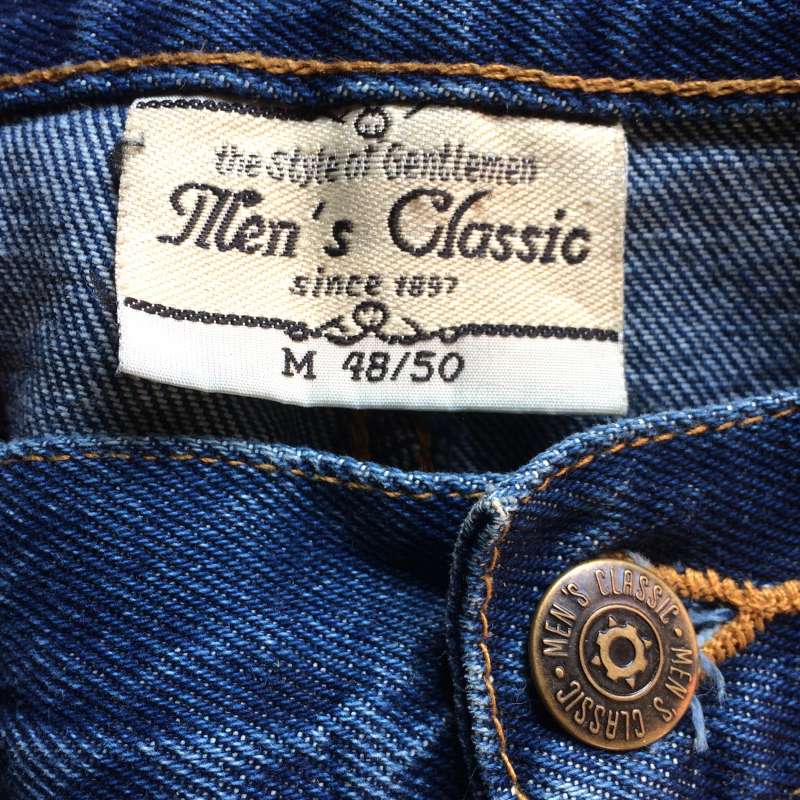 the Style of Gentlemen
Men's Classic
since 1897
M 48/50
MEN'S CLASSIC • MEN'S CLASSIC •